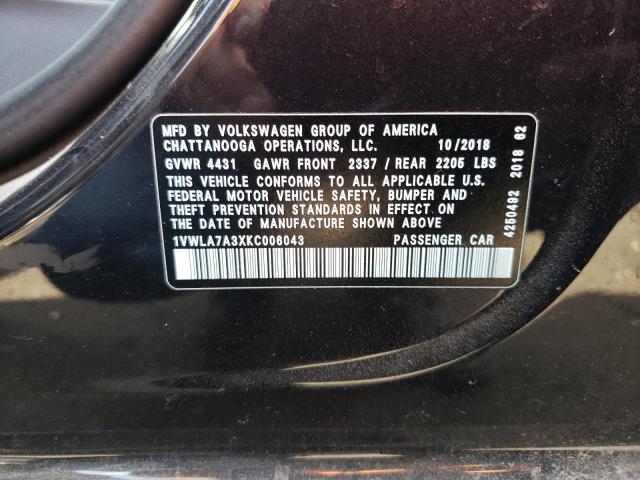 MFD BY VOLKSWAGEN GROUP OF AMERICA
CHATTANOOGA OPERATIONS, LLC. 10/2018
GVWR 4431 GAWR FRONT 2337 / REAR 2205 LBS
THIS VEHICLE CONFORMS TO ALL APPLICABLE U.S.
FEDERAL MOTOR VEHICLE SAFETY, BUMPER AND
THEFT PREVENTION STANDARDS IN EFFECT ON
THE DATE OF MANUFACTURE SHOWN ABOVE
1VWLA7A3XKC006043 PASSENGER CAR
4260492 2018 62